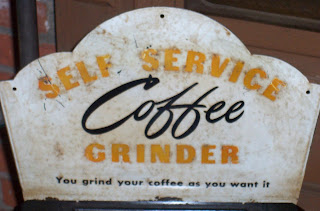 SELF SERVICE
Coffee
GRINDER
You grind your coffee as you want it